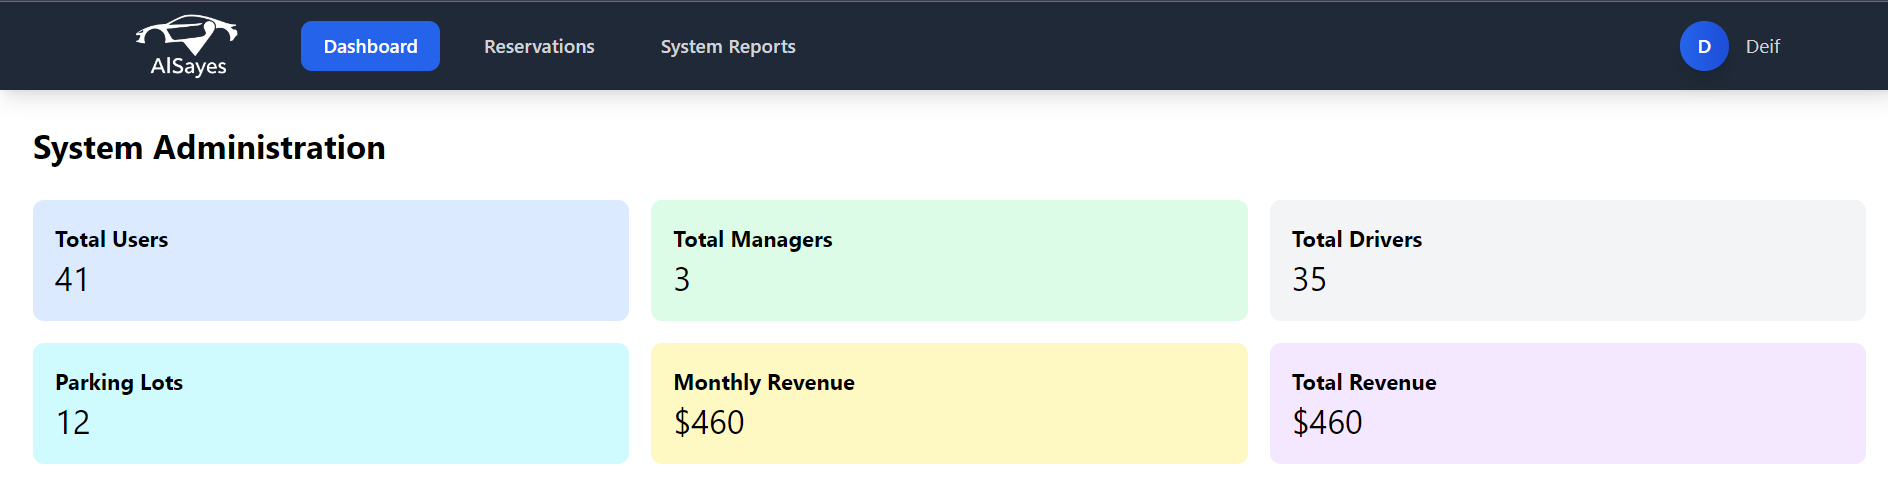 AlSayes
Dashboard
Reservations
System Reports
D
Deif
System Administration
Total Users
41
Total Managers
3
Total Drivers
35
Parking Lots
12
Monthly Revenue
$460
Total Revenue
$460